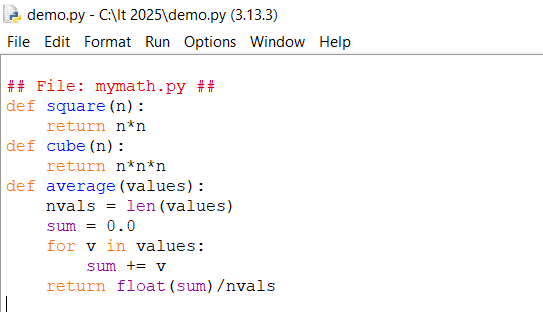 demo.py - C:\It 2025\demo.py (3.13.3)
File Edit Format Run Options Window Help
## File: mymath.py ##
def square(n):
    return n*n
def cube(n):
    return n*n*n
def average(values):
    nvals = len(values)
    sum = 0.0
    for v in values:
        sum += v
    return float(sum)/nvals